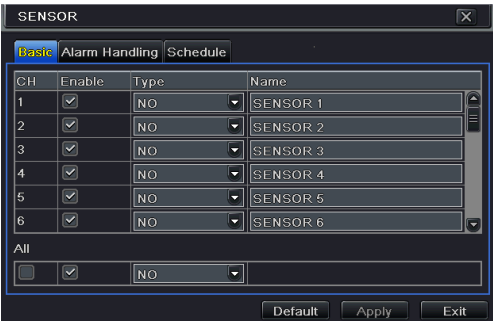 SENSOR
Basic Alarm Handling Schedule
CH Enable Type Name
1 NO SENSOR 1
2 NO SENSOR 2
3 NO SENSOR 3
4 NO SENSOR 4
5 NO SENSOR 5
6 NO SENSOR 6
All
NO
Default Apply Exit